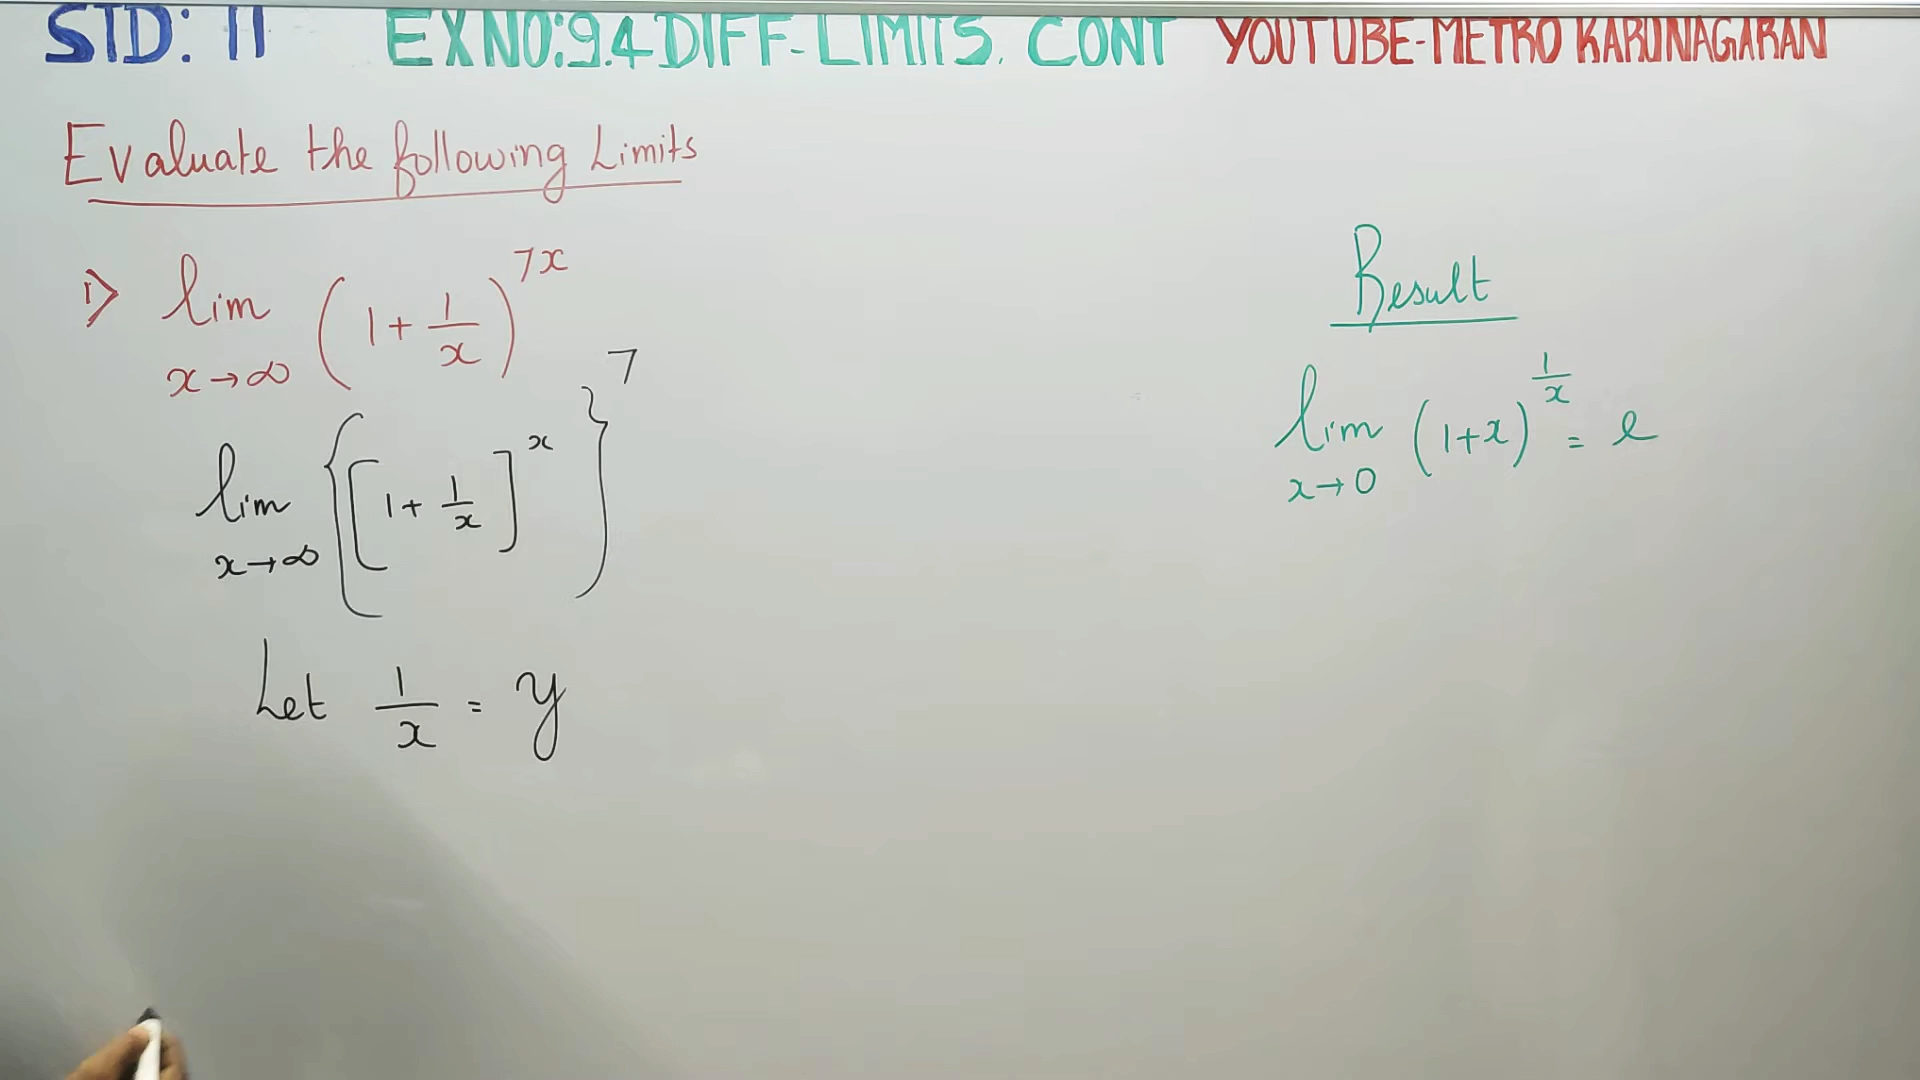 STD: 11 EX NO:9.4 DIFF-LIMITS. CONT YOUTUBE-METRO KARUNAGARAN
Evaluate the following Limits
1) lim x→∞ (1 + 1/x)^7x
lim x→∞ {[1 + 1/x]^x}^7
Let 1/x = y
Result
lim x→0 (1+x)^1/x = e